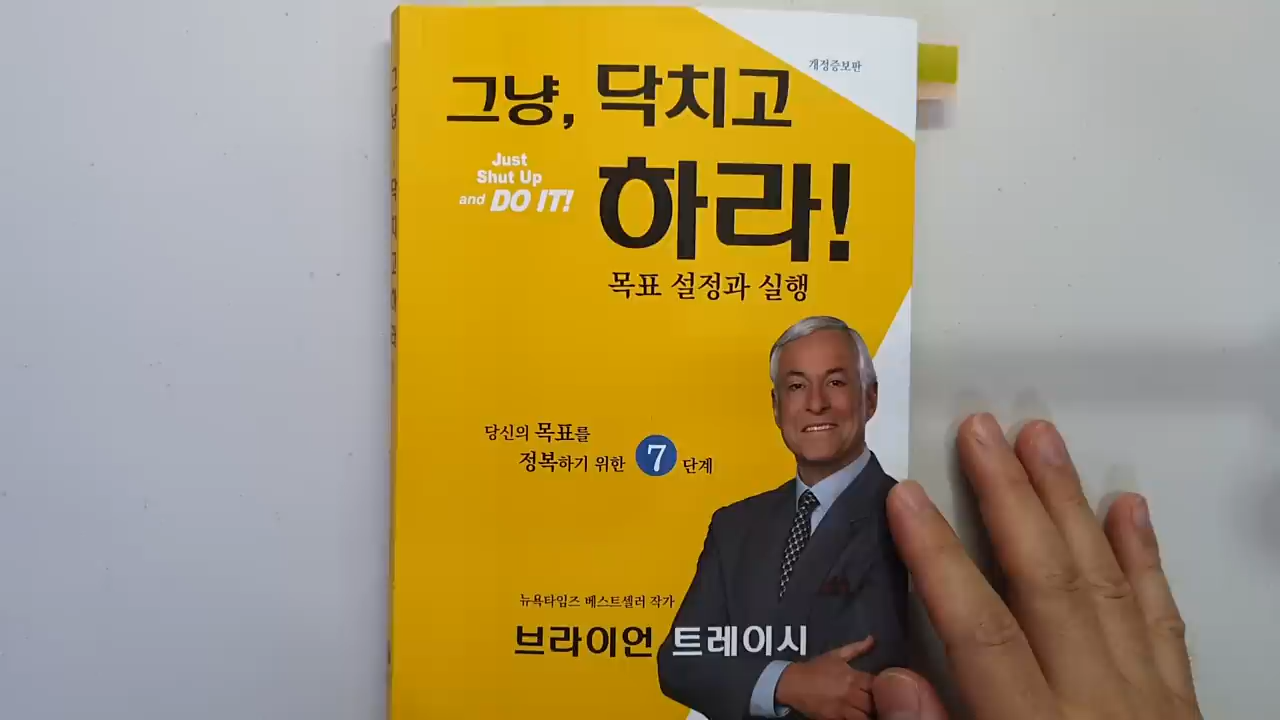 개정증보판
그냥, 닥치고
하라!
Just
Shut Up
and DO IT!
목표 설정과 실행
당신의 목표를
정복하기 위한 7 단계
뉴욕타임즈 베스트셀러 작가
브라이언 트레이시